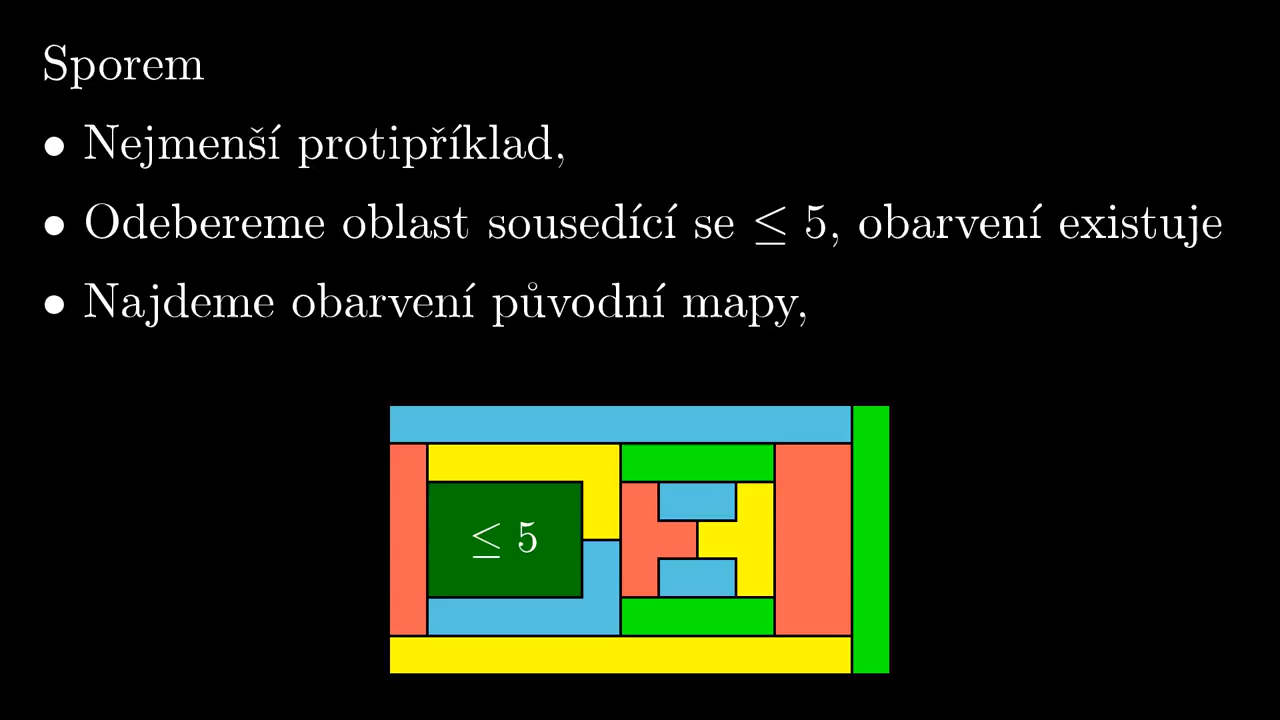 Sporem
• Nejmenší protipříklad,
• Odebereme oblast sousedící se ≤ 5, obarvení existuje
• Najdeme obarvení původní mapy,
≤ 5